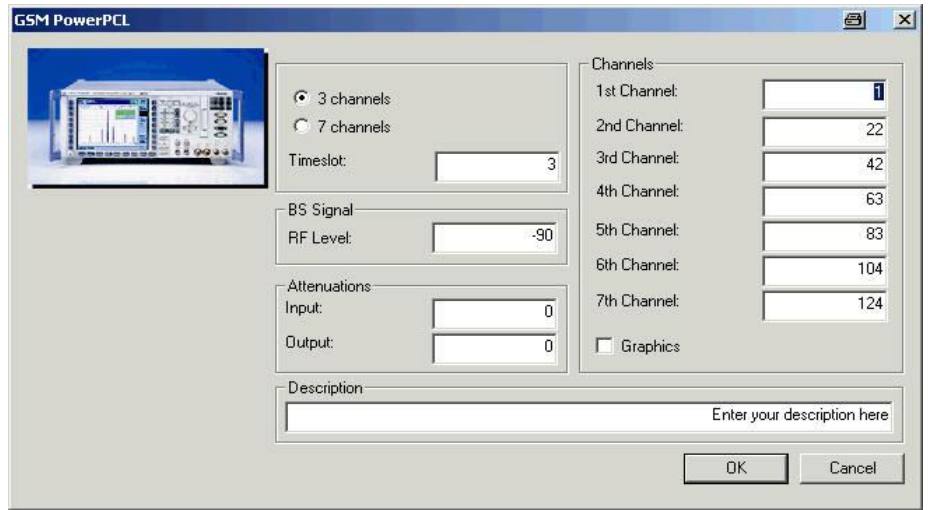 GSM PowerPCL
3 channels
7 channels
Timeslot: 3
BS Signal
RF Level: -90
Attenuations
Input: 0
Output: 0
Channels
1st Channel: 1
2nd Channel: 22
3rd Channel: 42
4th Channel: 63
5th Channel: 83
6th Channel: 104
7th Channel: 124
Graphics
Description
Enter your description here
OK Cancel